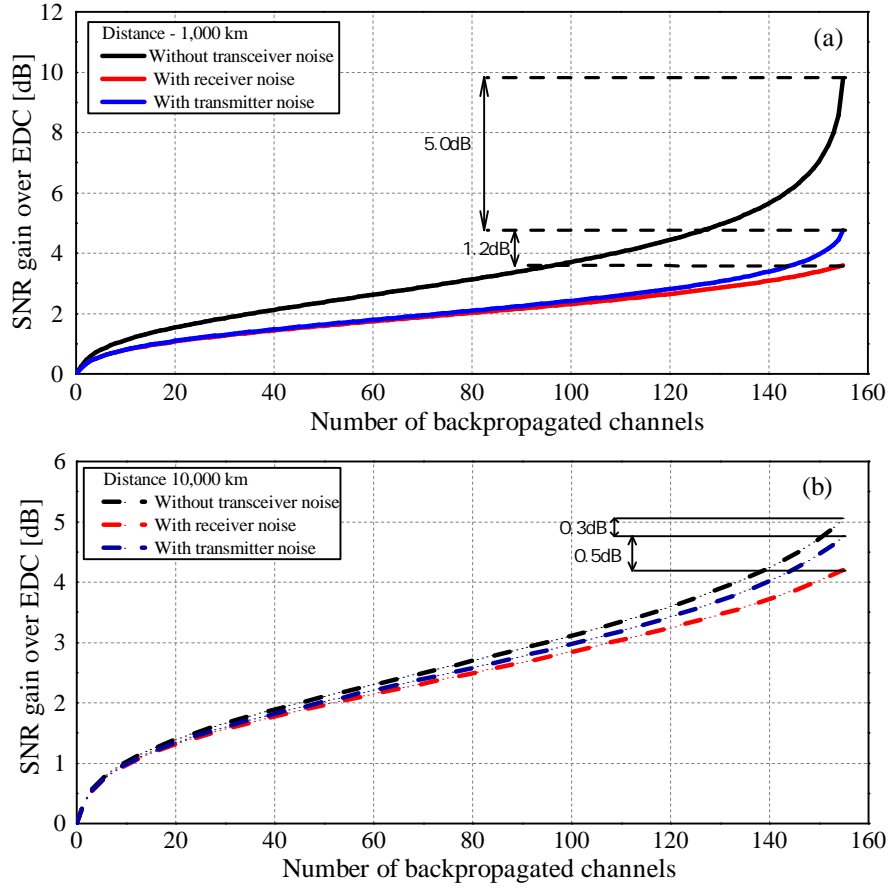 12
10
8
6
4
2
0
SNR gain over EDC [dB]
Distance - 1,000 km
Without transceiver noise
With receiver noise
With transmitter noise
(a)
5.0dB
1.2dB
0 20 40 60 80 100 120 140 160
Number of backpropagated channels
6
5
4
3
2
1
0
SNR gain over EDC [dB]
Distance 10,000 km
Without transceiver noise
With receiver noise
With transmitter noise
(b)
0.3dB
0.5dB
0 20 40 60 80 100 120 140 160
Number of backpropagated channels